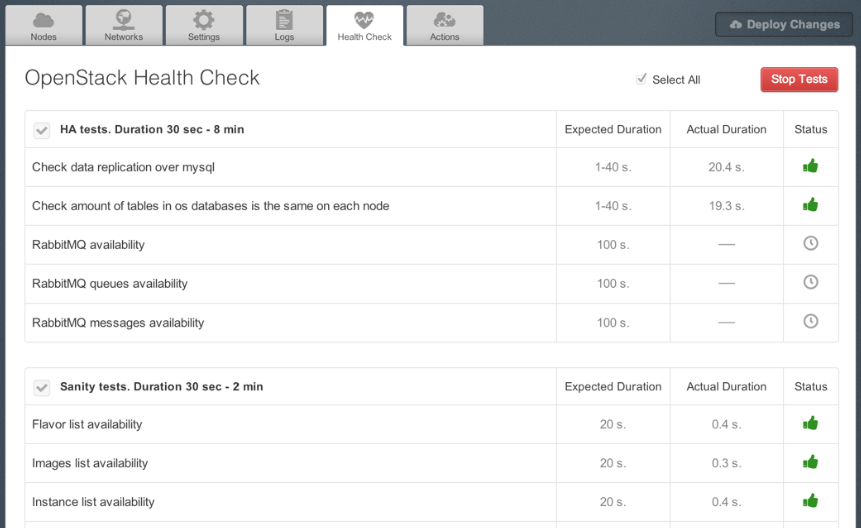 Nodes Networks Settings Logs Health Check Actions Deploy Changes
OpenStack Health Check Select All Stop Tests
HA tests. Duration 30 sec - 8 min Expected Duration Actual Duration Status
Check data replication over mysql 1-40 s. 20.4 s.
Check amount of tables in os databases is the same on each node 1-40 s. 19.3 s.
RabbitMQ availability 100 s. —
RabbitMQ queues availability 100 s. —
RabbitMQ messages availability 100 s. —
Sanity tests. Duration 30 sec - 2 min Expected Duration Actual Duration Status
Flavor list availability 20 s. 0.4 s.
Images list availability 20 s. 0.3 s.
Instance list availability 20 s. 0.4 s.